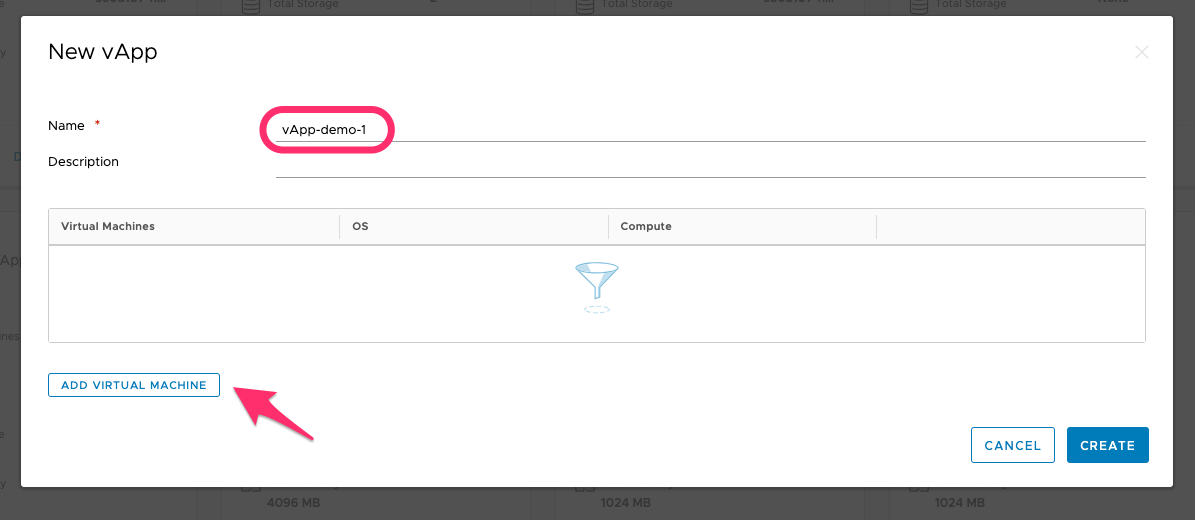 Total Storage
Total Storage
Total Storage
New vApp
Name *
vApp-demo-1
Description
Virtual Machines OS Compute
ADD VIRTUAL MACHINE
CANCEL CREATE
4096 MB 1024 MB 1024 MB